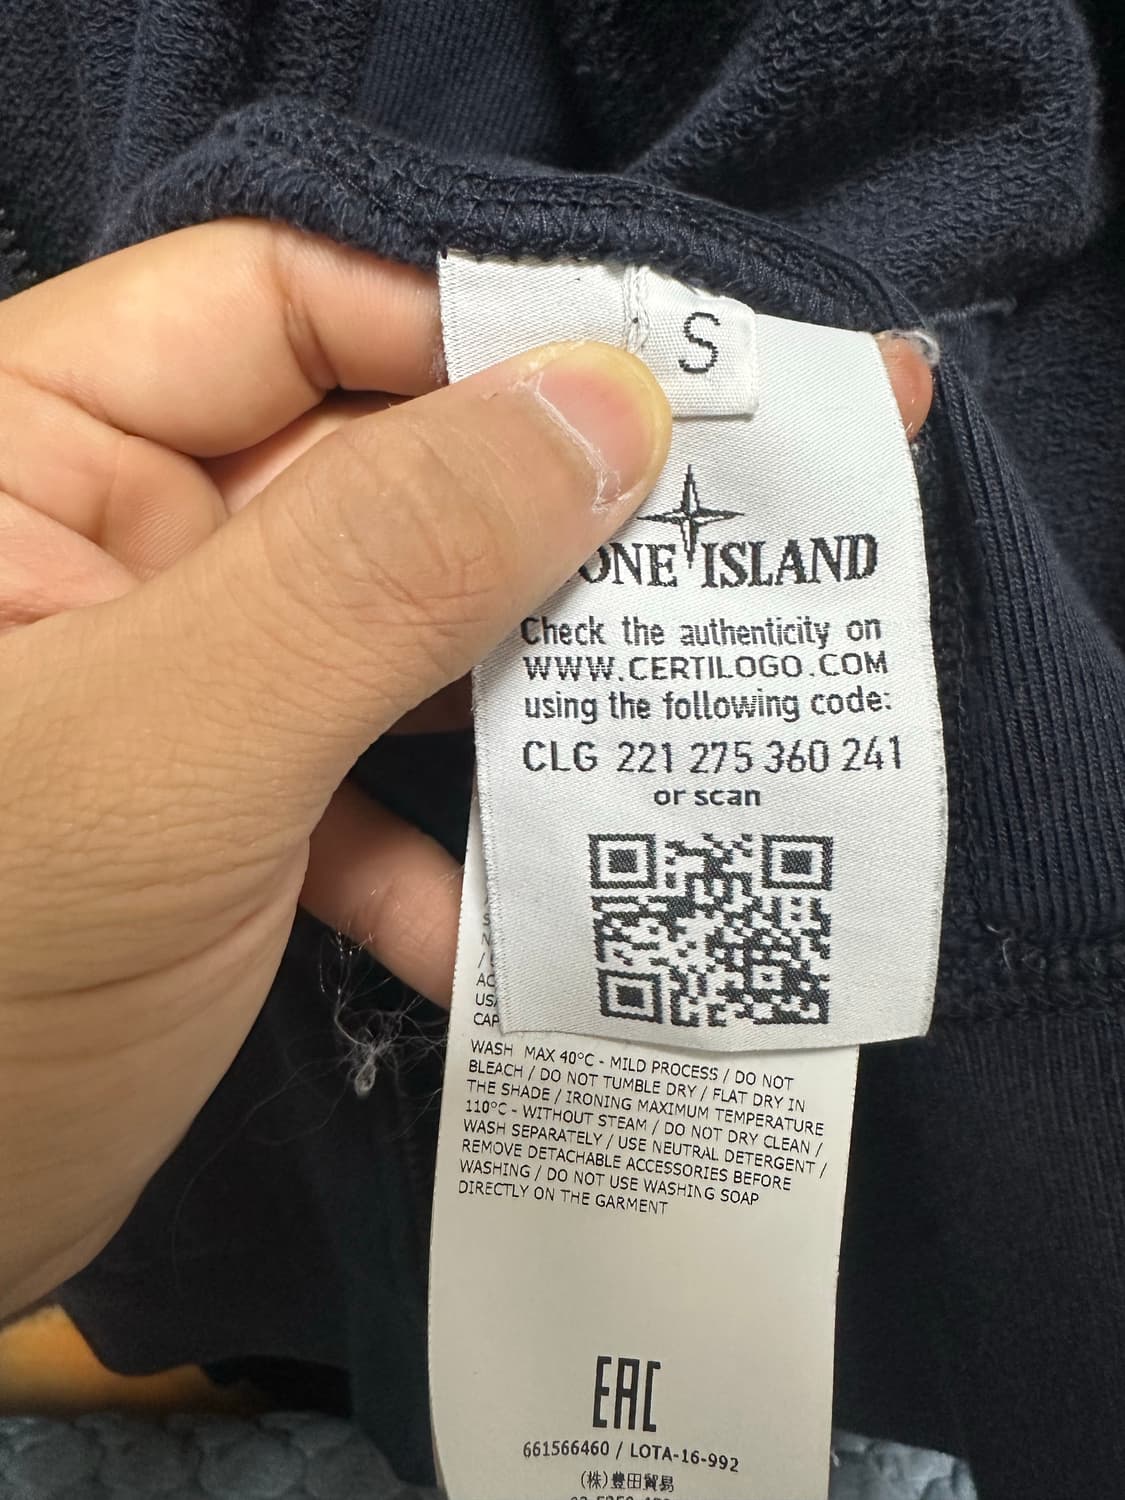 S
ONE ISLAND
Check the authenticity on
WWW.CERTILOGO.COM
using the following code:
CLG 221 275 360 241
or scan
S
N
/
AC
US
CAP
WASH MAX 40°C - MILD PROCESS / DO NOT
BLEACH / DO NOT TUMBLE DRY / FLAT DRY IN
THE SHADE / IRONING MAXIMUM TEMPERATURE
110°C - WITHOUT STEAM / DO NOT DRY CLEAN /
WASH SEPARATELY / USE NEUTRAL DETERGENT /
REMOVE DETACHABLE ACCESSORIES BEFORE
WASHING / DO NOT USE WASHING SOAP
DIRECTLY ON THE GARMENT
EAC
661566460 / LOTA-16-992
(株)豊田貿易